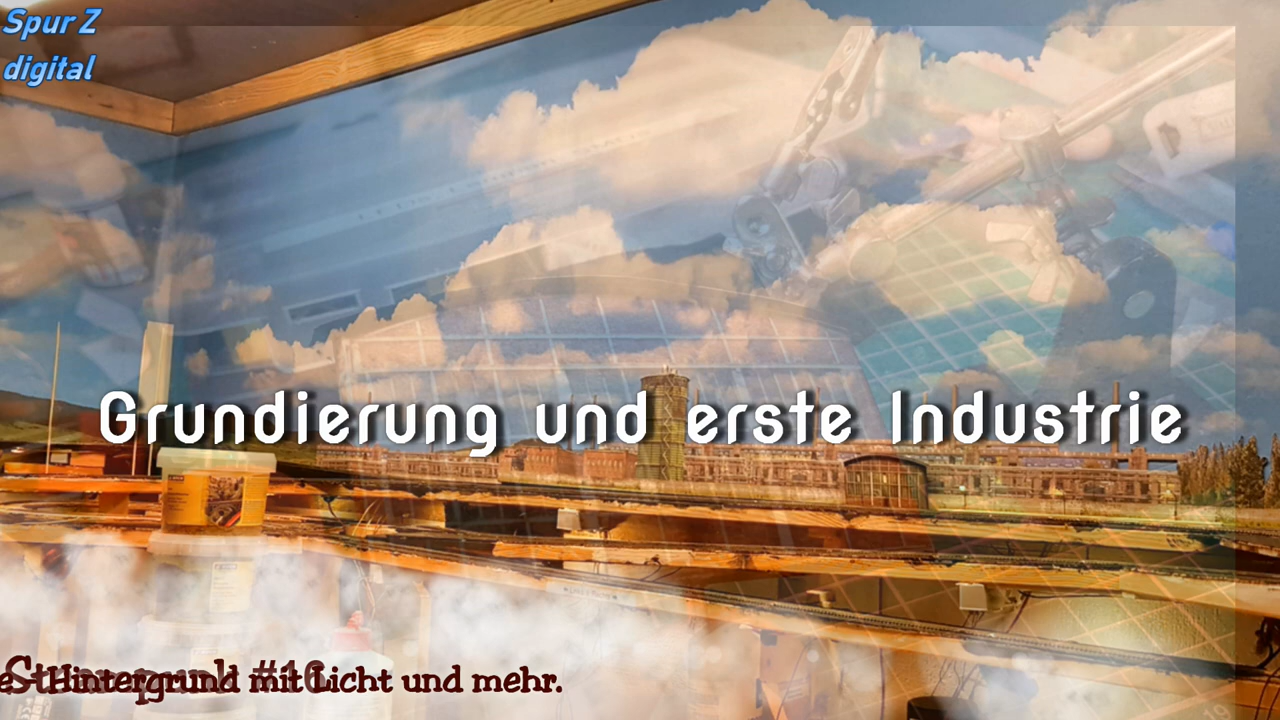 Spur Z
digital
Grundierung und erste Industrie
Hintergrund mit Licht und mehr.